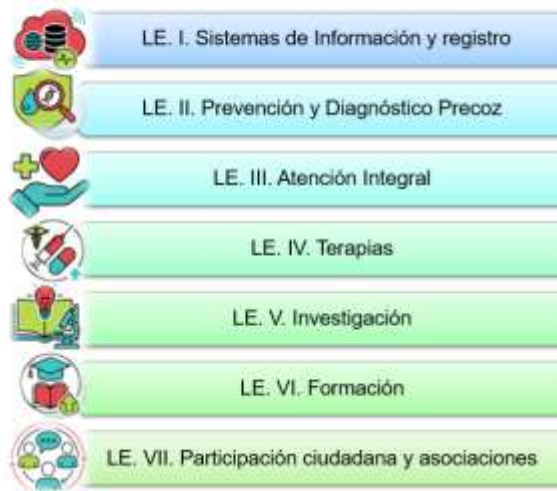 LE. I. Sistemas de Información y registro
LE. II. Prevención y Diagnóstico Precoz
LE. III. Atención Integral
LE. IV. Terapias
LE. V. Investigación
LE. VI. Formación
LE. VII. Participación ciudadana y asociaciones